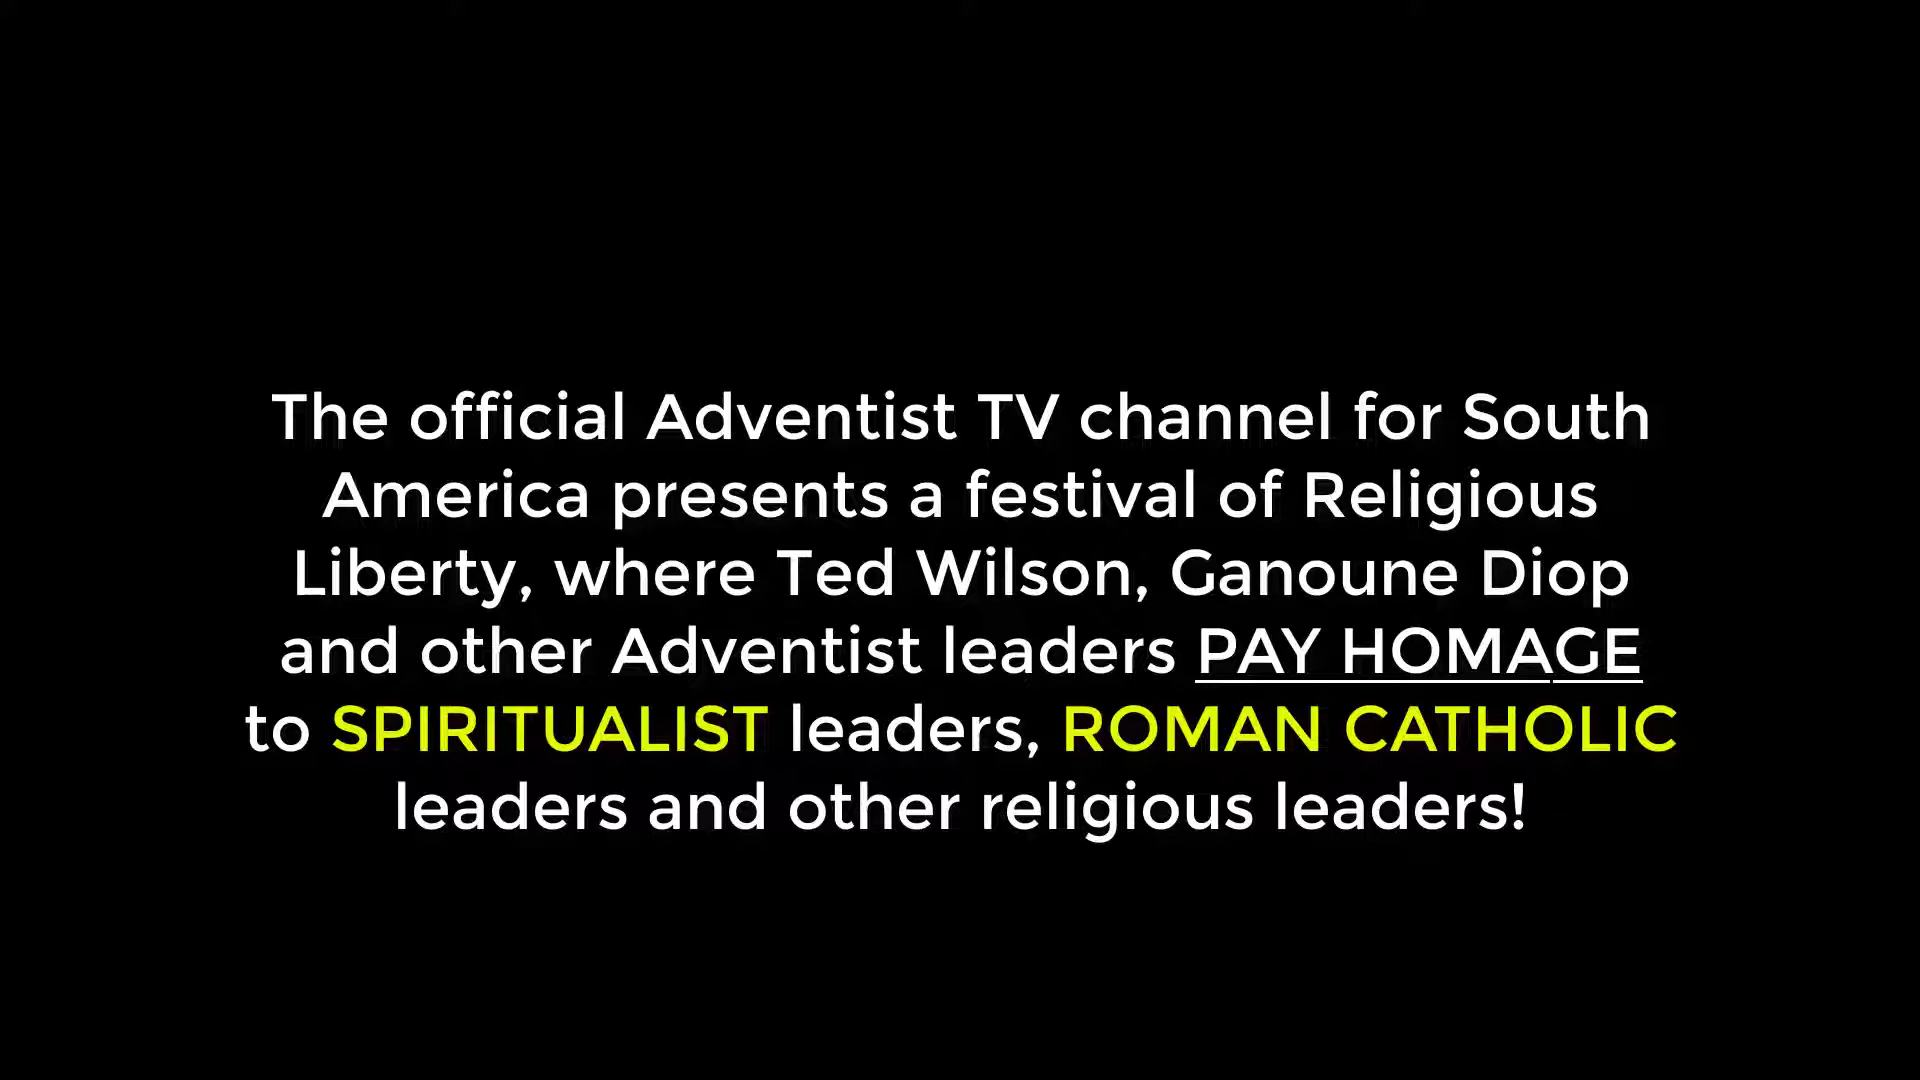 The official Adventist TV channel for South
America presents a festival of Religious
Liberty, where Ted Wilson, Ganoune Diop
and other Adventist leaders PAY HOMAGE
to SPIRITUALIST leaders, ROMAN CATHOLIC
leaders and other religious leaders!